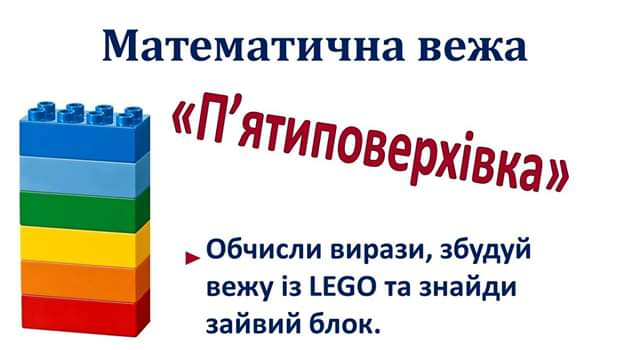 Математична вежа
«П’ятиповерхівка»
▸Обчисли вирази, збудуй
вежу із LEGO та знайди
зайвий блок.